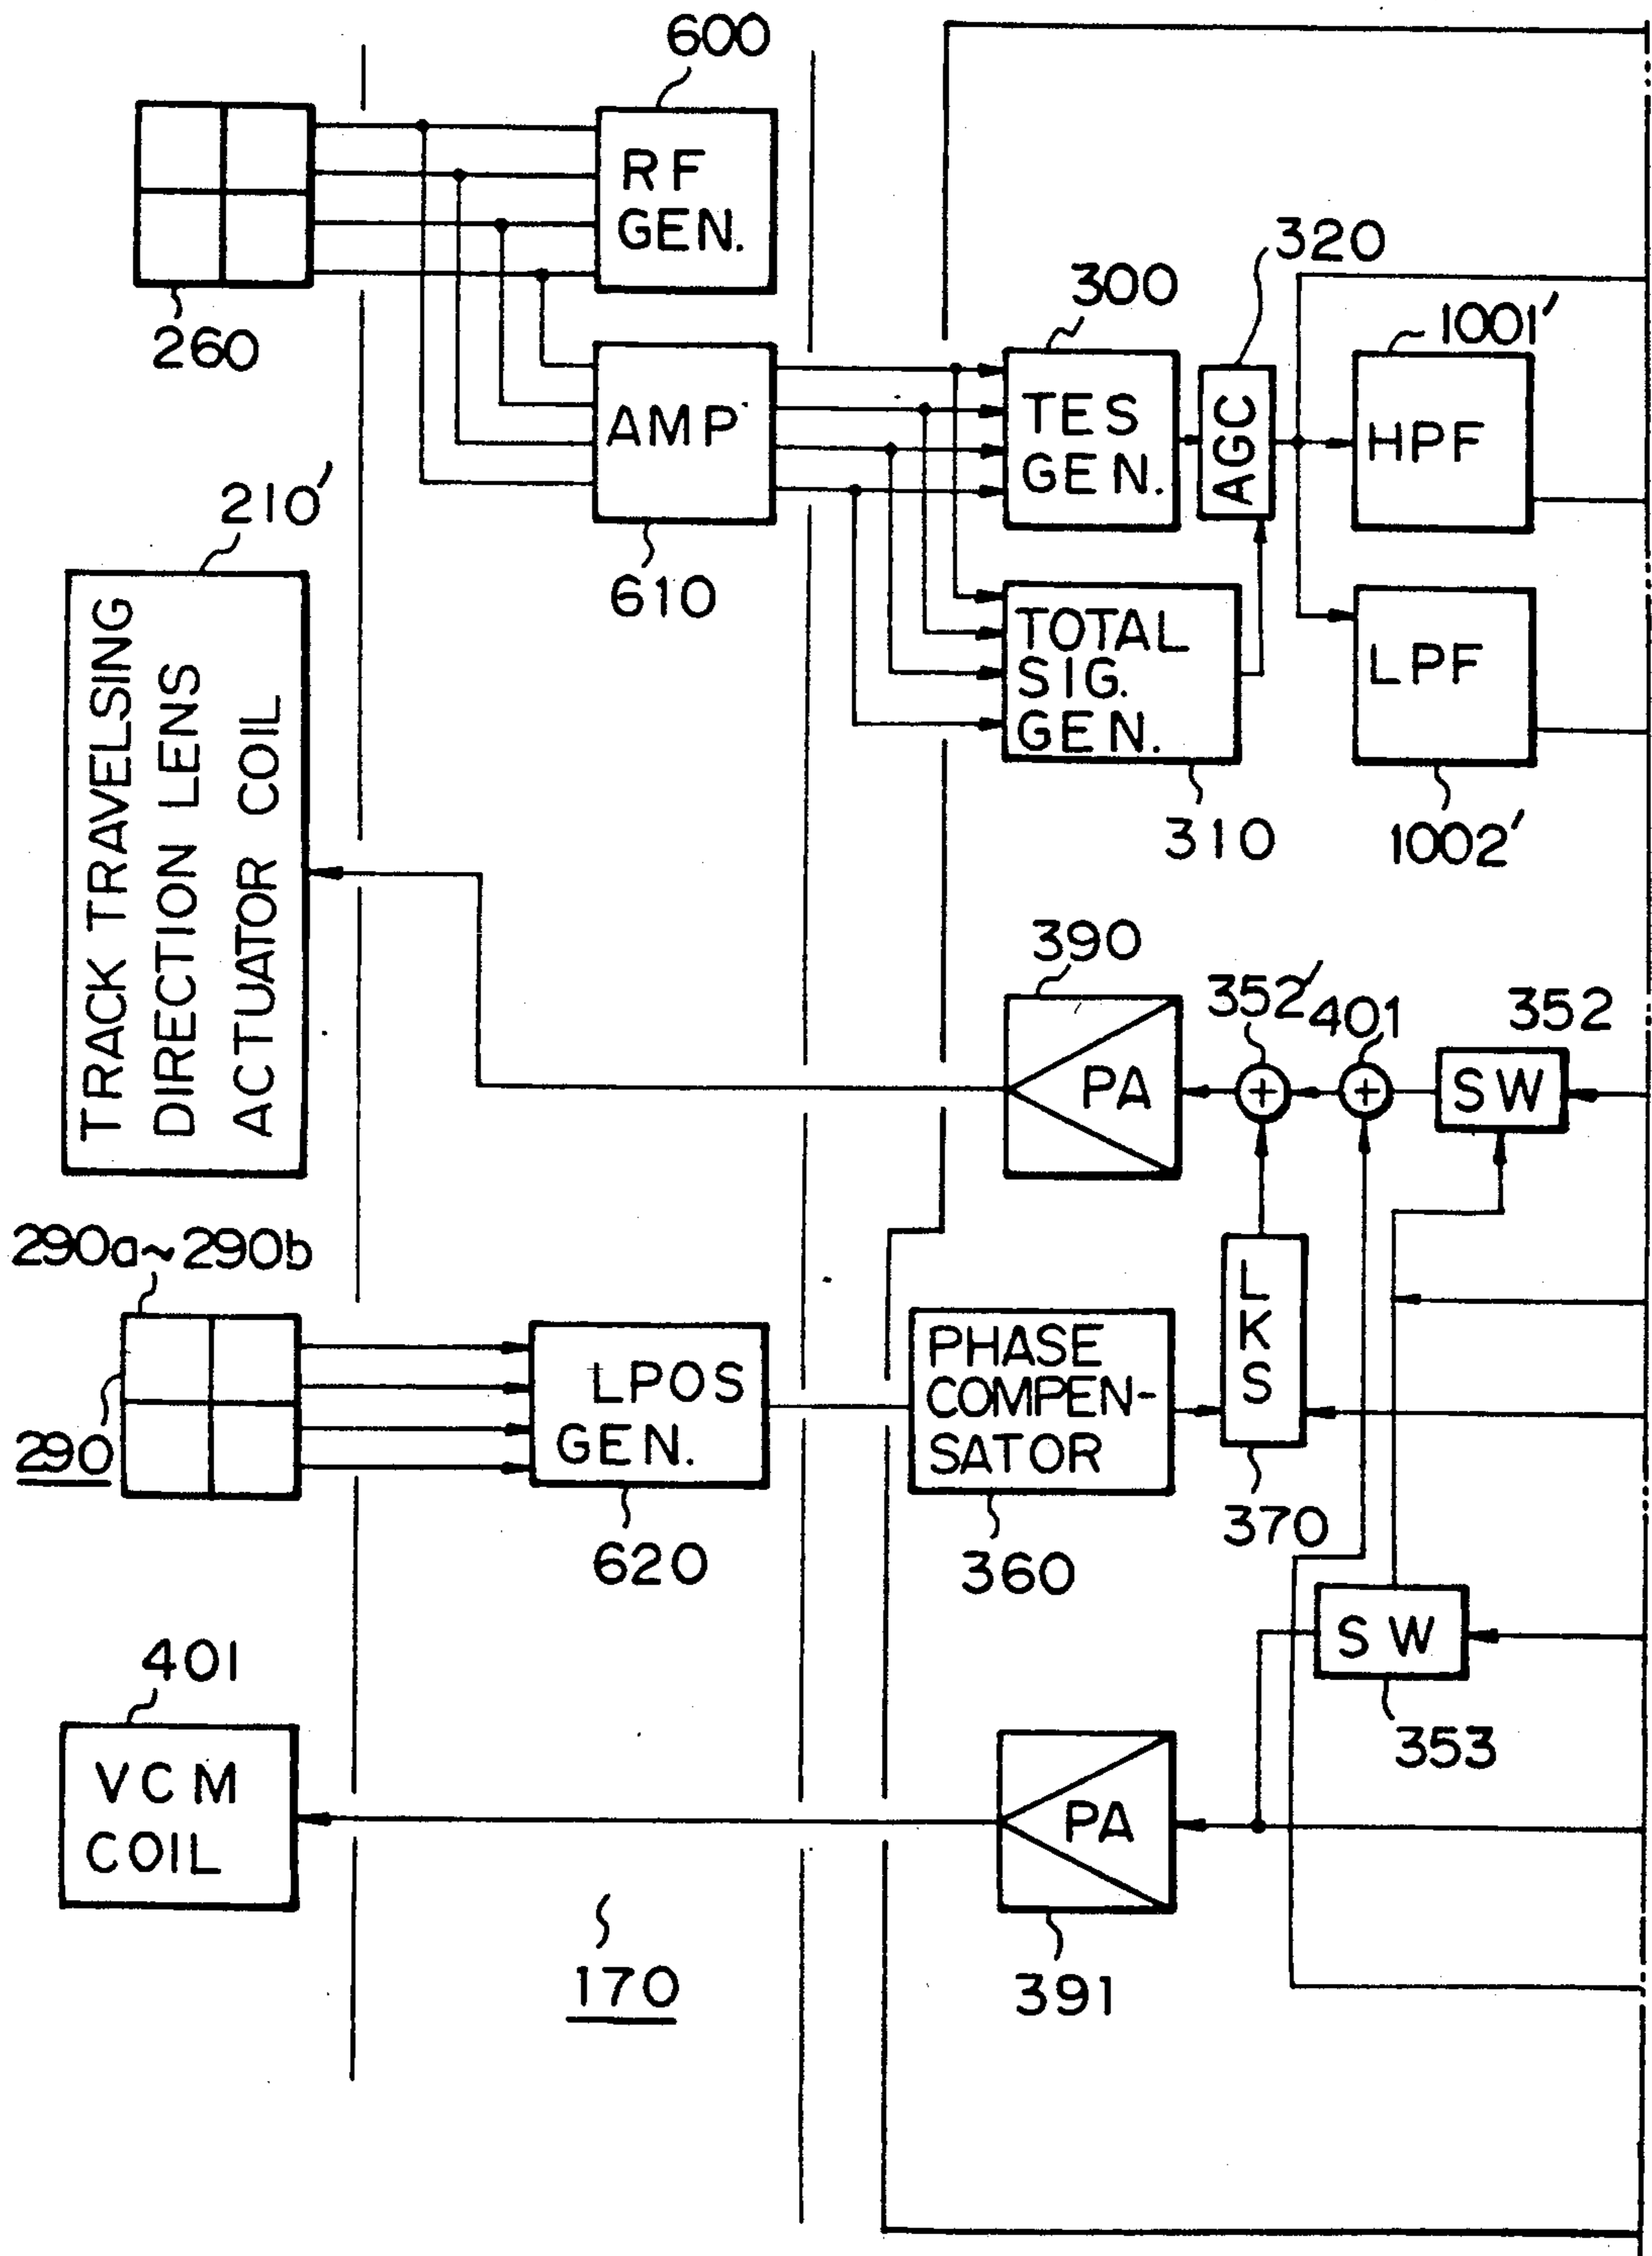 600
RF
GEN.
260
320
300
1001'
TES
GEN.
AGC
HPF
AMP
210'
610
TOTAL
SIG.
GEN.
LPF
310
1002'
TRACK TRAVELSING
DIRECTION LENS
ACTUATOR COIL
390
352'
401
352
PA
+
+
SW
290a~290b
290
LPOS
GEN.
620
PHASE
COMPEN-
SATOR
360
LKS
370
SW
353
401
VCM
COIL
PA
391
170